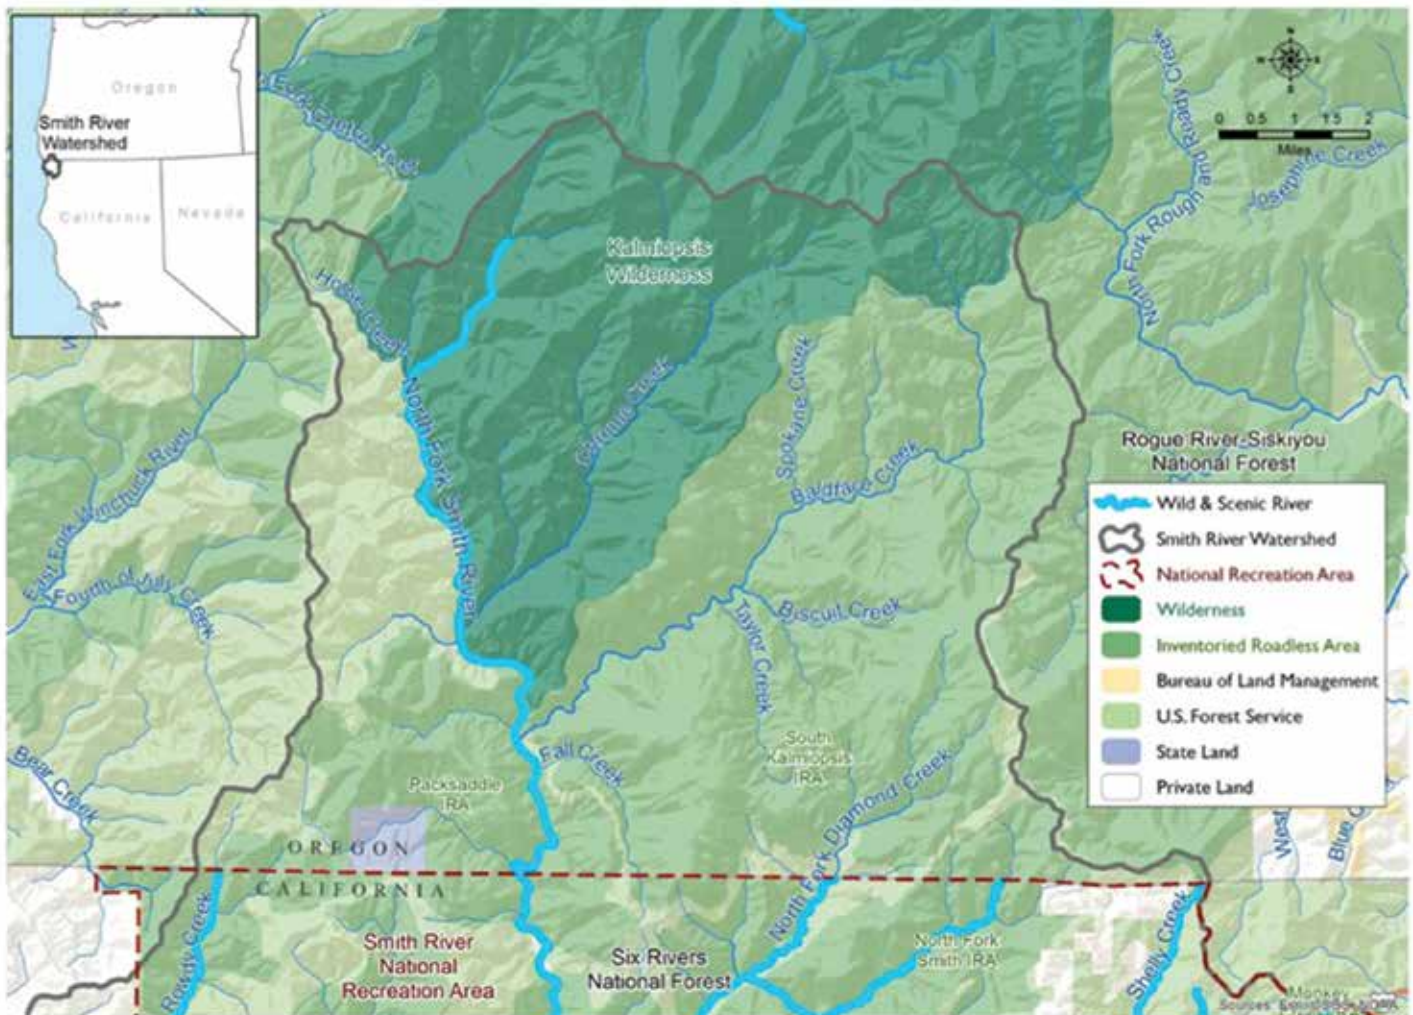 Oregon
Smith River
Watershed
California
Nevada
N
W
S
0 0.5 1 1.5 2
Miles
North Fork Rough and Ready Creek
Josephine Creek
Kalmiopsis
Wilderness
North Fork Smith River
Spokane Creek
Baldface Creek
East Fork Winchuck River
Fourth of July Creek
Biscuit Creek
Taylor Creek
Rogue River-Siskiyou
National Forest
Wild & Scenic River
Smith River Watershed
National Recreation Area
Wilderness
Inventoried Roadless Area
Bureau of Land Management
U.S. Forest Service
State Land
Private Land
Fall Creek
South
Kalmiopsis
IRA
Bear Creek
Packsaddle
IRA
North Fork Diamond Creek
West
Blue
OREGON
CALIFORNIA
Rowdy Creek
Smith River
National
Recreation Area
Six Rivers
National Forest
North Fork
Smith IRA
Shelly Creek
Monkey
Sources: